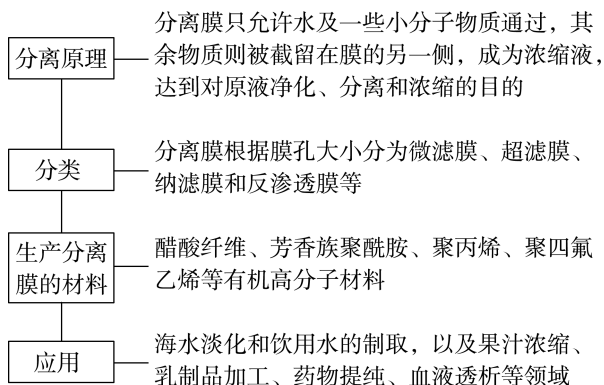 分离原理
分离膜只允许水及一些小分子物质通过，其
余物质则被截留在膜的另一侧，成为浓缩液，
达到对原液净化、分离和浓缩的目的
分类
分离膜根据膜孔大小分为微滤膜、超滤膜、
纳滤膜和反渗透膜等
生产分离
膜的材料
醋酸纤维、芳香族聚酰胺、聚丙烯、聚四氟
乙烯等有机高分子材料
应用
海水淡化和饮用水的制取，以及果汁浓缩、
乳制品加工、药物提纯、血液透析等领域